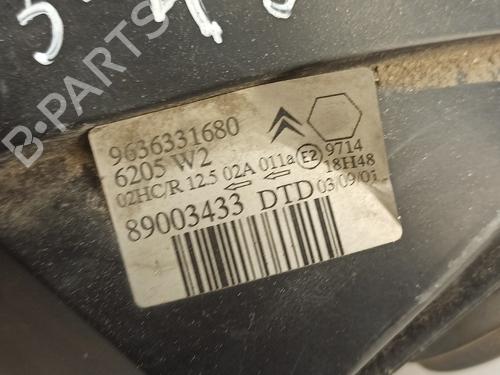 B-PARTS
9636331680
6205 W2
02HC/R 12.5 02A 011a E2 9714
18H48
89003433 DTD 03/09/01